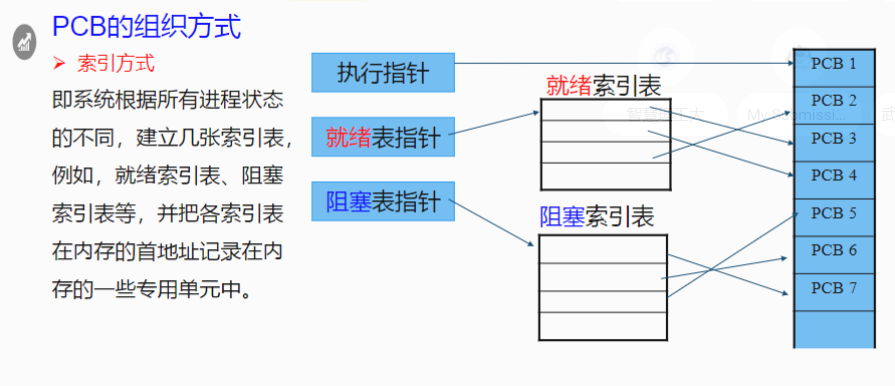 PCB的组织方式
➢ 索引方式
即系统根据所有进程状态
的不同，建立几张索引表，
例如，就绪索引表、阻塞
索引表等，并把各索引表
在内存的首地址记录在内
存的一些专用单元中。
执行指针
就绪表指针
阻塞表指针
就绪索引表
阻塞索引表
PCB 1
PCB 2
PCB 3
PCB 4
PCB 5
PCB 6
PCB 7